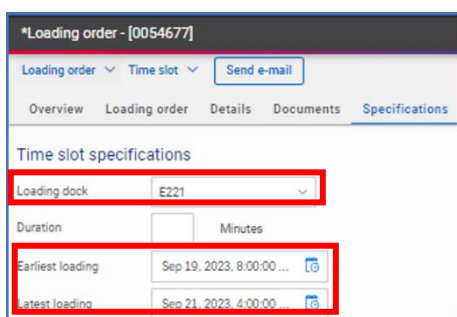 *Loading order - [0054677]
Loading order Time slot Send e-mail
Overview Loading order Details Documents Specifications
Time slot specifications
Loading dock E221
Duration Minutes
Earliest loading Sep 19, 2023, 8:00:00 ...
Latest loading Sep 21, 2023, 4:00:00 ...